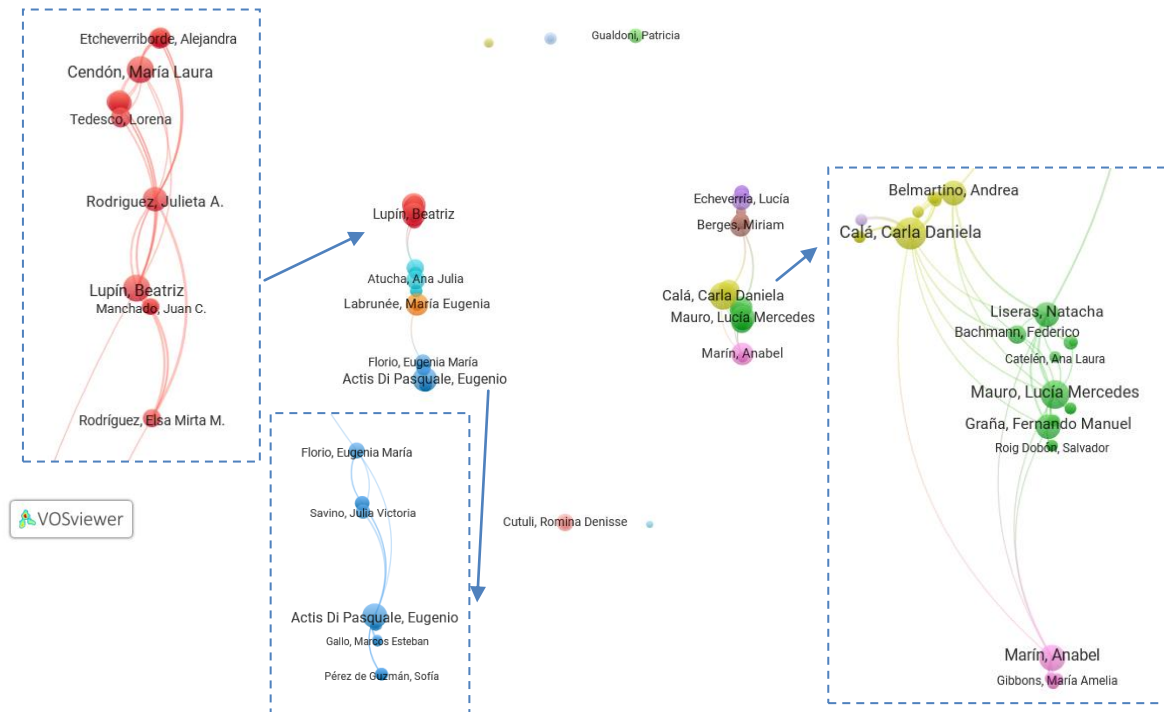 Etcheverriborde, Alejandra
Cendón, María Laura
Tedesco, Lorena
Rodriguez, Julieta A.
Lupín, Beatriz
Manchado, Juan C.
Rodríguez, Elsa Mirta M.
VOSviewer
Gualdoni, Patricia
Lupín, Beatriz
Atucha, Ana Julia
Labrunée, María Eugenia
Florio, Eugenia María
Actis Di Pasquale, Eugenio
Florio, Eugenia María
Savino, Julia Victoria
Actis Di Pasquale, Eugenio
Gallo, Marcos Esteban
Pérez de Guzmán, Sofía
Cutuli, Romina Denisse
Echeverría, Lucía
Berges, Miriam
Calá, Carla Daniela
Mauro, Lucía Mercedes
Marín, Anabel
Belmartino, Andrea
Calá, Carla Daniela
Liseras, Natacha
Bachmann, Federico
Catelén, Ana Laura
Mauro, Lucía Mercedes
Graña, Fernando Manuel
Roig Dobón, Salvador
Marín, Anabel
Gibbons, María Amelia